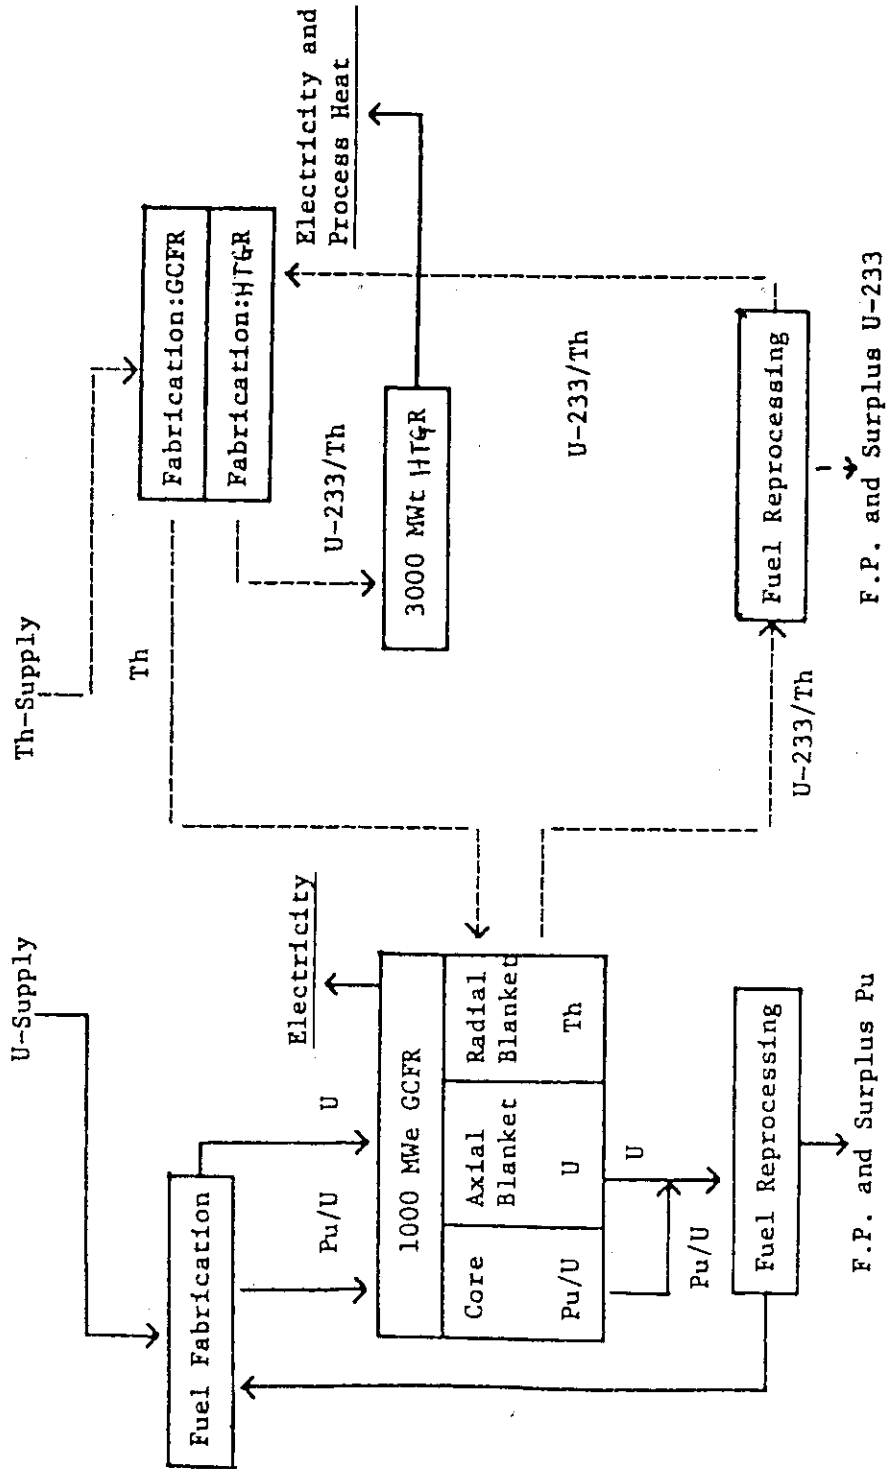 U-Supply
Th-Supply
Fuel Fabrication
Pu/U
U
Th
Fabrication:GCFR
Fabrication:HTGR
Electricity
1000 MWe GCFR
Core
Pu/U
Axial
Blanket
U
Radial
Blanket
Th
U-233/Th
3000 MWt HTGR
Electricity and
Process Heat
Pu/U
U
U-233/Th
U-233/Th
Fuel Reprocessing
Fuel Reprocessing
F.P. and Surplus Pu
F.P. and Surplus U-233